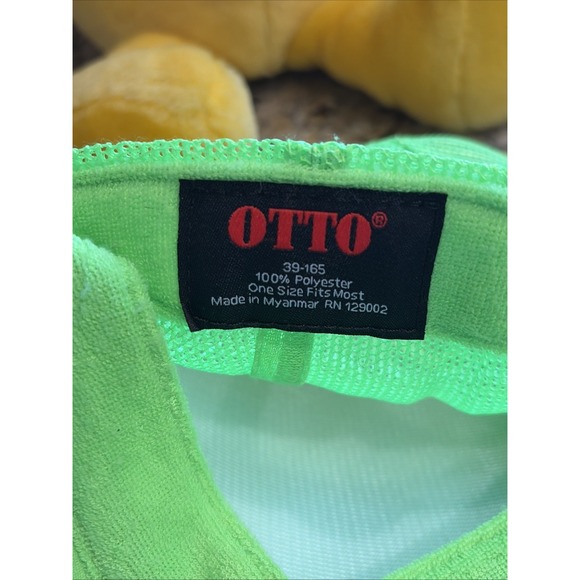 OTTO®
39-165
100% Polyester
One Size Fits Most
Made in Myanmar RN 129002